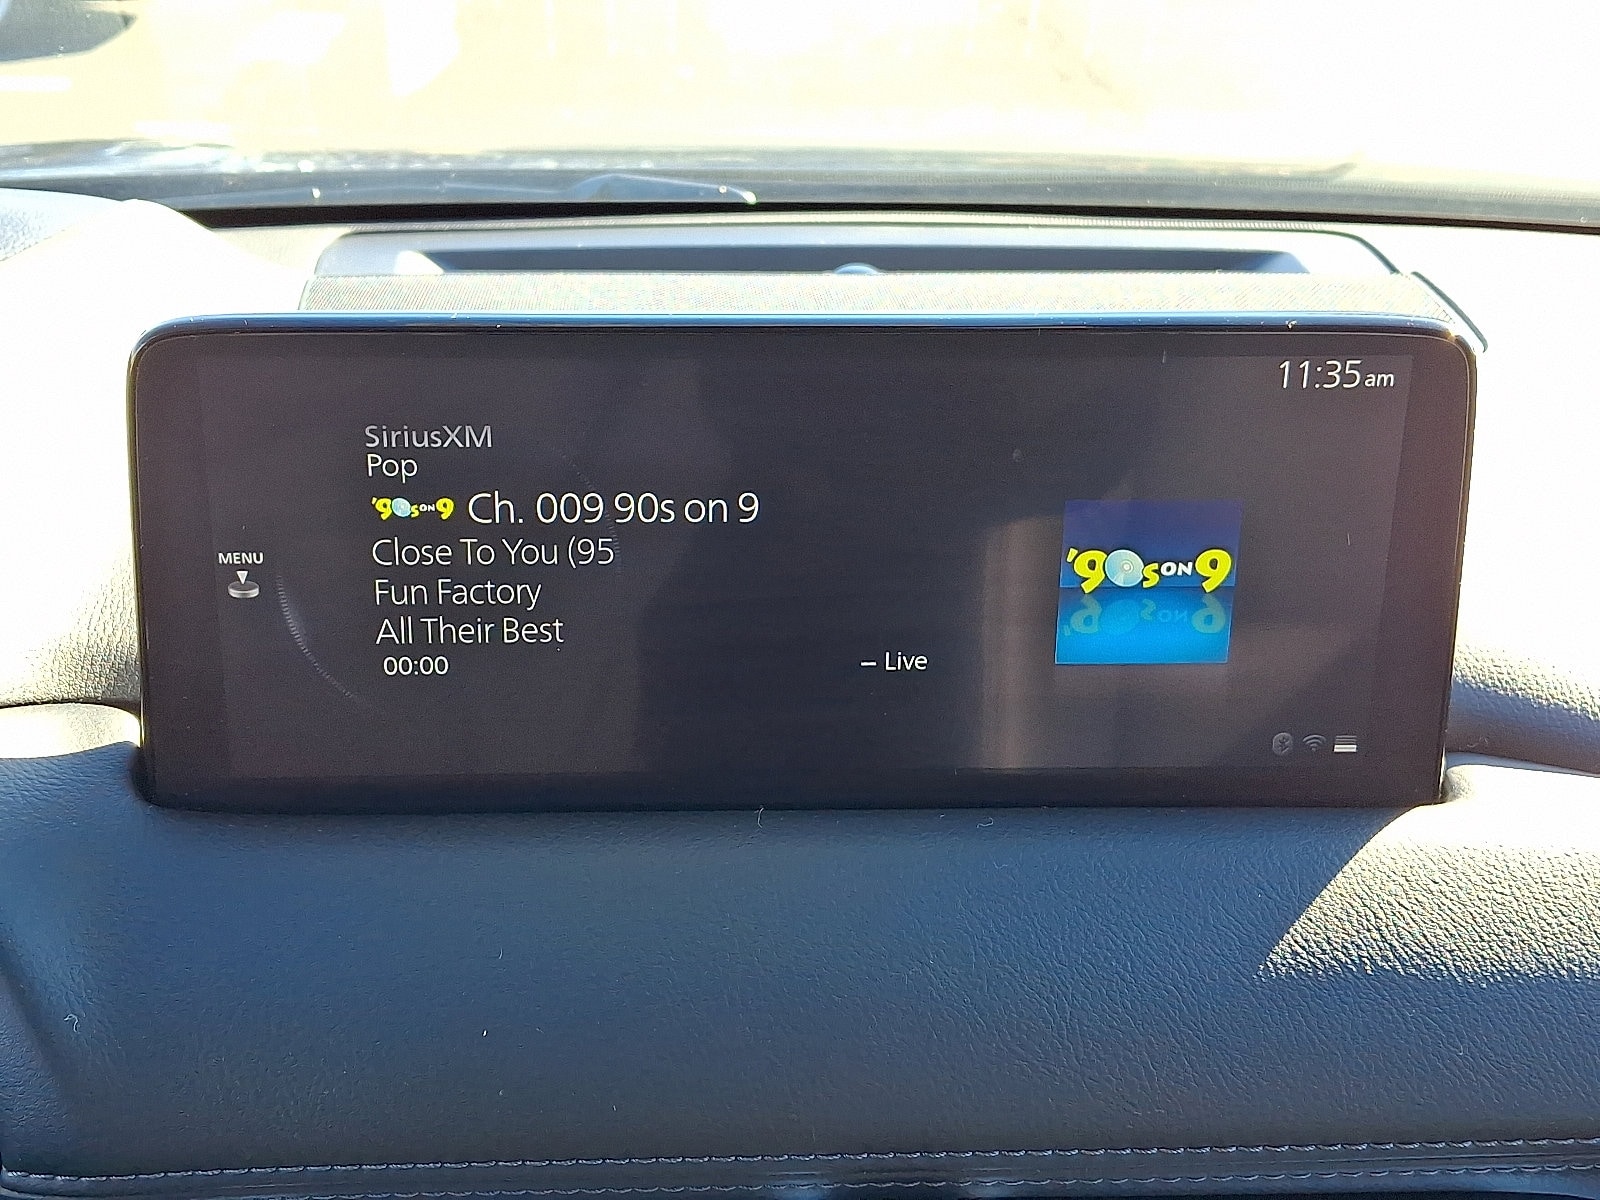 11:35am
SiriusXM
Pop
'90s ON 9 Ch. 009 90s on 9
Close To You (95
Fun Factory
All Their Best
00:00
– Live
MENU
'90s ON 9